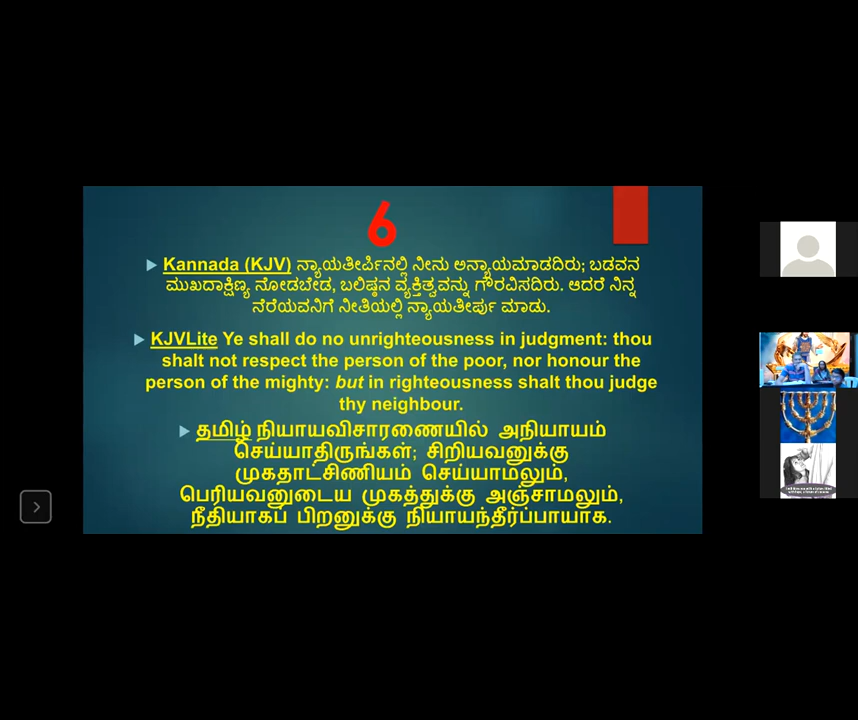 6
Kannada (KJV) ನ್ಯಾಯತೀರ್ಪಿನಲ್ಲಿ ನೀನು ಅನ್ಯಾಯಮಾಡದಿರು; ಬಡವನ
ಮುಖದಾಕ್ಷಿಣ್ಯ ನೋಡಬೇಡ, ಬಲಿಷ್ಠನ ವ್ಯಕ್ತಿತ್ವವನ್ನು ಗೌರವಿಸದಿರು. ಆದರೆ ನಿನ್ನ
ನೆರೆಯವನಿಗೆ ನೀತಿಯಲ್ಲಿ ನ್ಯಾಯತೀರ್ಪು ಮಾಡು.
KJVLite Ye shall do no unrighteousness in judgment: thou
shalt not respect the person of the poor, nor honour the
person of the mighty: but in righteousness shalt thou judge
thy neighbour.
தமிழ் நியாயவிசாரணையில் அநியாயம்
செய்யாதிருங்கள்; சிறியவனுக்கு
முகதாட்சிணியம் செய்யாமலும்,
பெரியவனுடைய முகத்துக்கு அஞ்சாமலும்,
நீதியாகப் பிறனுக்கு நியாயந்தீர்ப்பாயாக.